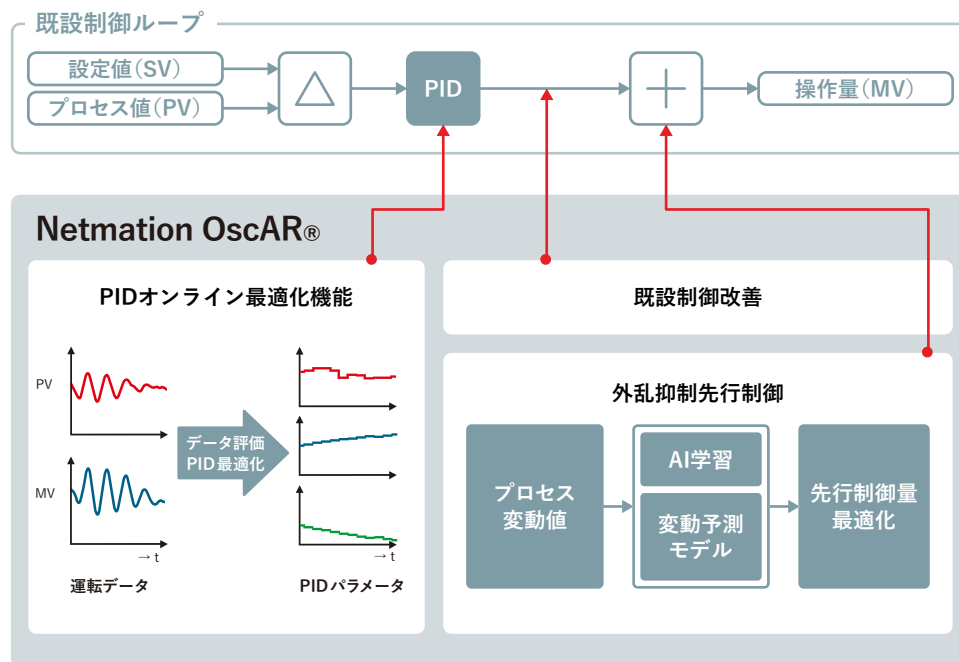 既設制御ループ
設定値(SV)
プロセス値(PV)
PID
操作量(MV)
Netmation OscAR®
PIDオンライン最適化機能
PV
MV
→ t
運転データ
データ評価
PID最適化
→ t
PIDパラメータ
既設制御改善
外乱抑制先行制御
プロセス
変動値
AI学習
変動予測
モデル
先行制御量
最適化